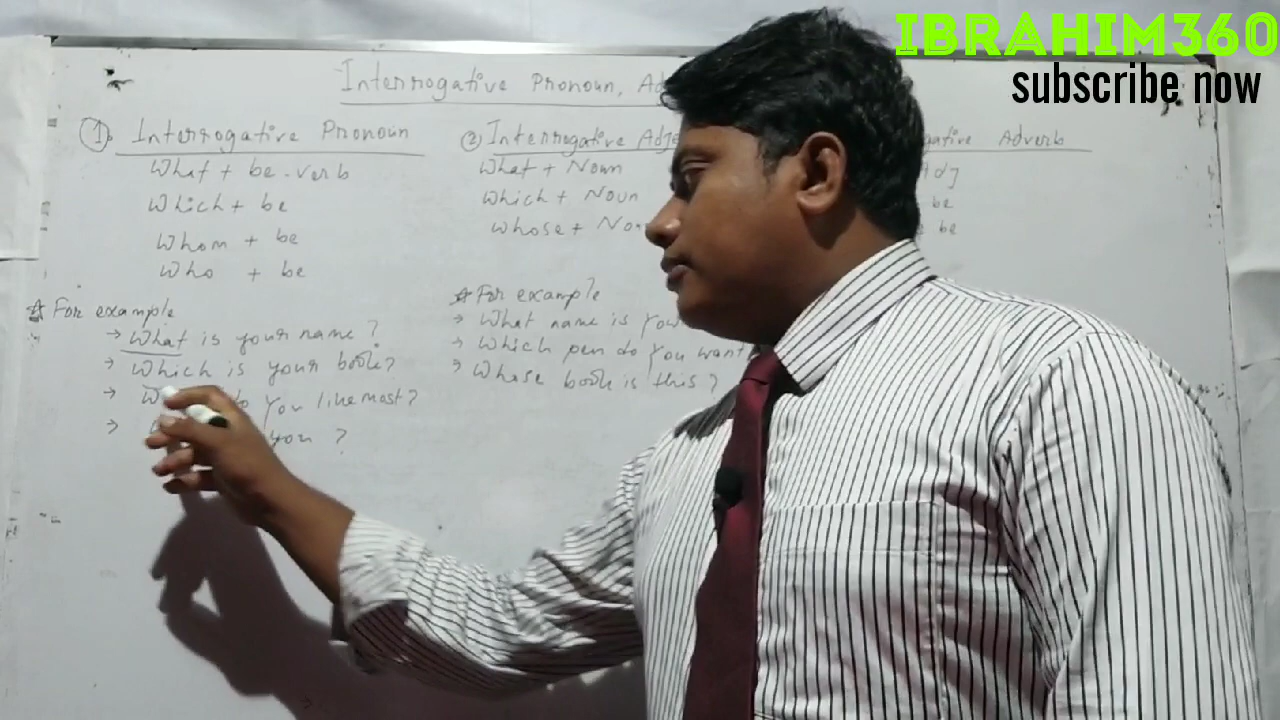 IBRAHIM360
subscribe now
Interrogative Pronoun, Ad
1. Interrogative Pronoun
What + be-verb
Which + be
Whom + be
Who + be
For example
→ What is your name?
→ Which is your book?
→ do you like most?
→ you ?
2 Interrogative Adje
What + Noun
Which + Noun
Whose + Nou
For example
→ What name is you
→ Which pen do you want
→ Whose book is this?
gative Adverb
Adj
be
be